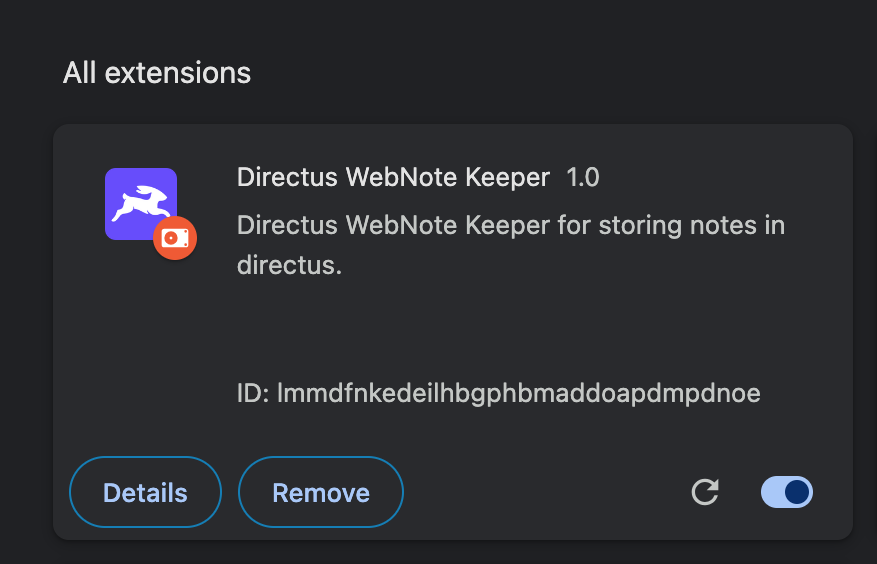 All extensions
Directus WebNote Keeper 1.0
Directus WebNote Keeper for storing notes in
directus.
ID: lmmdfnkedeilhbgphbmaddoapdmpdnoe
Details
Remove